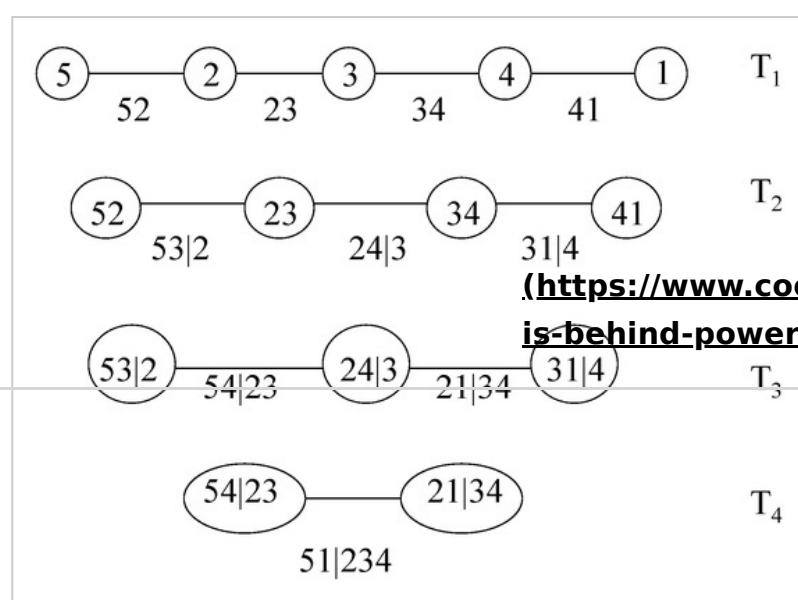 5 2 3 4 1 T1
52 23 34 41
52 23 34 41 T2
53|2 24|3 31|4
(https://www.co
is-behind-power
53|2 24|3 31|4 T3
54|23 21|34
54|23 21|34 T4
51|234